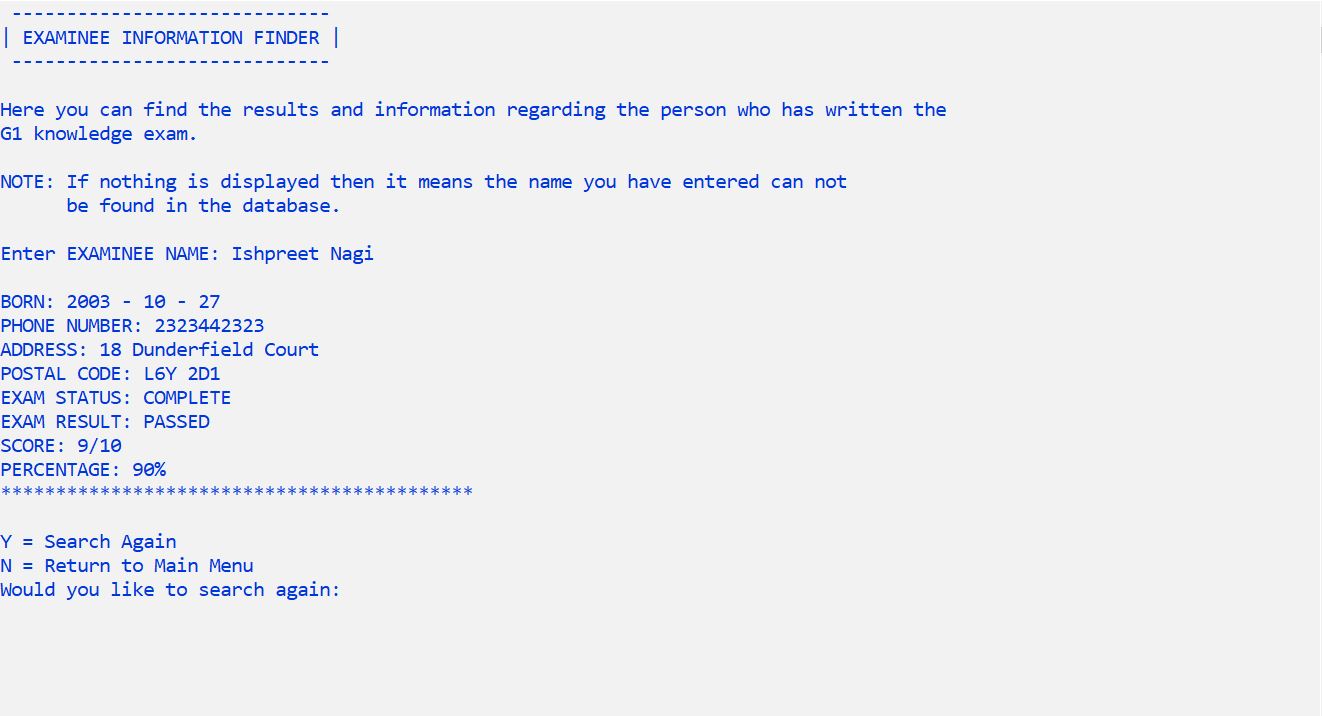 -----------------------------
| EXAMINEE INFORMATION FINDER |
-----------------------------
Here you can find the results and information regarding the person who has written the
G1 knowledge exam.
NOTE: If nothing is displayed then it means the name you have entered can not
be found in the database.
Enter EXAMINEE NAME: Ishpreet Nagi
BORN: 2003 - 10 - 27
PHONE NUMBER: 2323442323
ADDRESS: 18 Dunderfield Court
POSTAL CODE: L6Y 2D1
EXAM STATUS: COMPLETE
EXAM RESULT: PASSED
SCORE: 9/10
PERCENTAGE: 90%
*******************************************
Y = Search Again
N = Return to Main Menu
Would you like to search again: